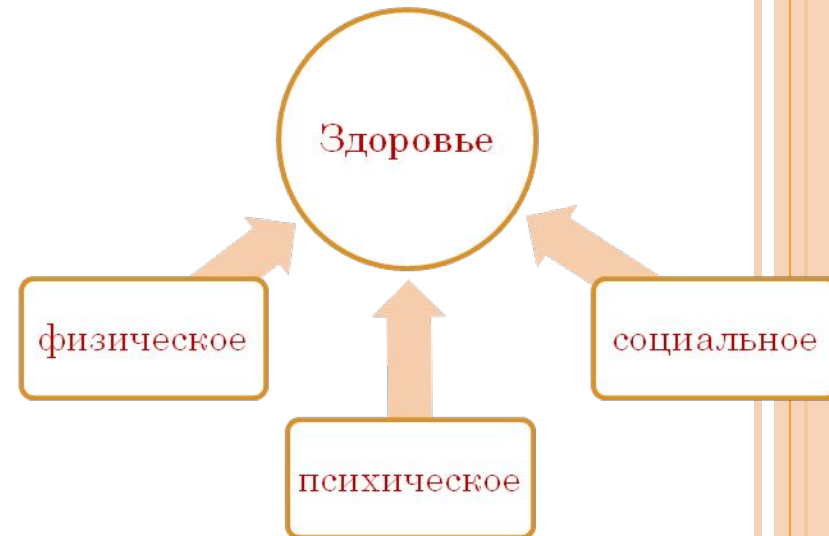 Здоровье
физическое
социальное
психическое